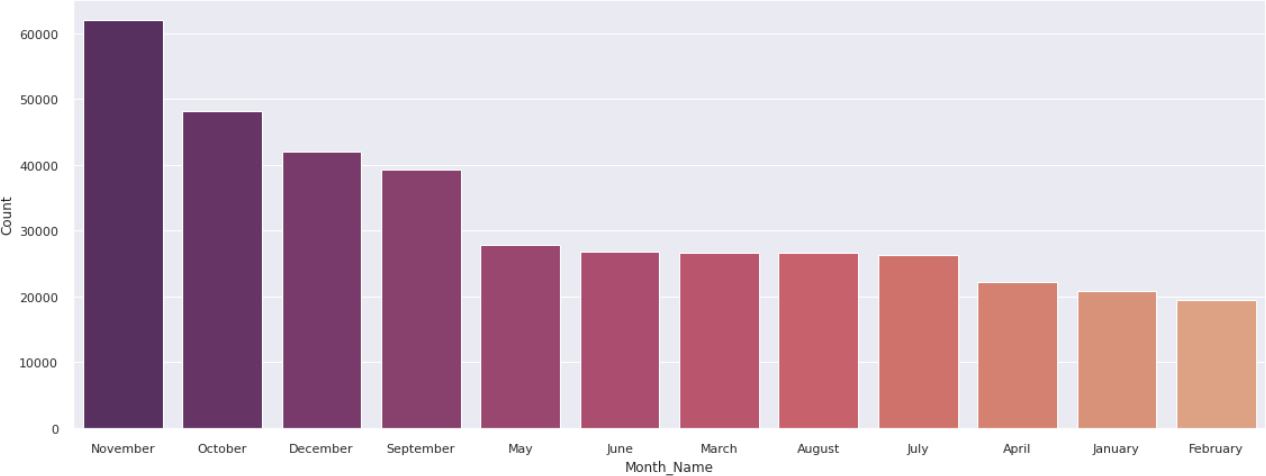 60000
50000
40000
30000
20000
10000
0
Count
November October December September May June March August July April January February
Month_Name